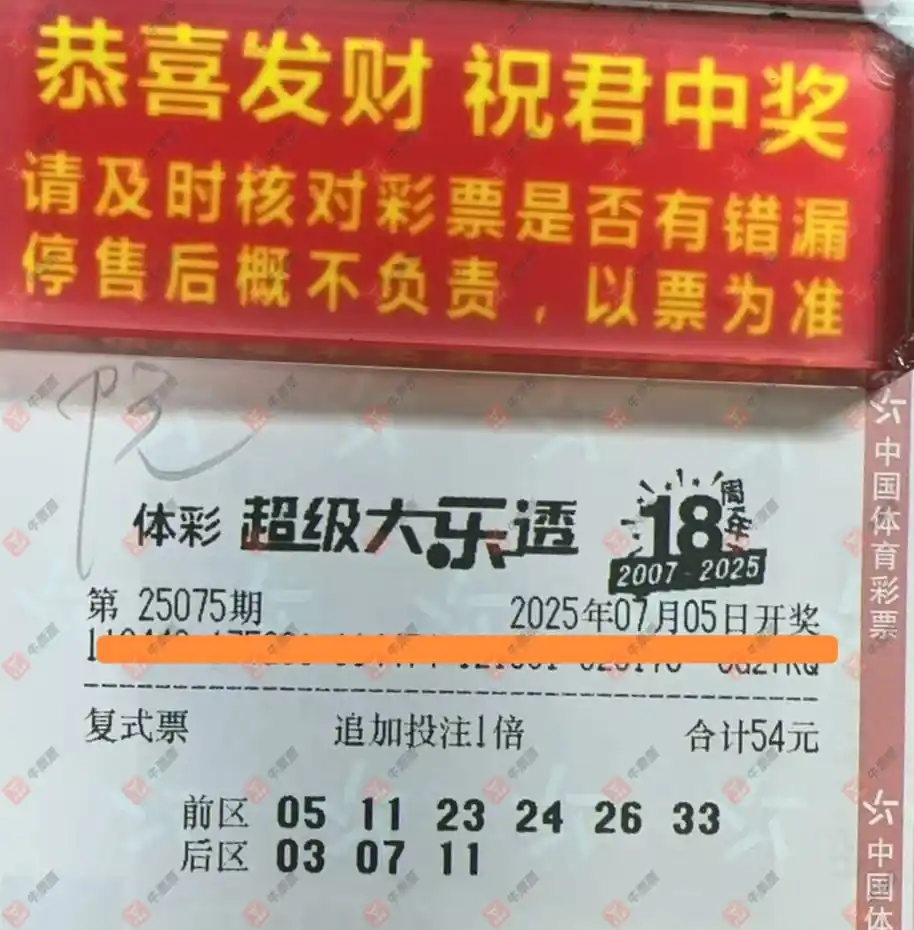 恭喜发财 祝君中奖
请及时核对彩票是否有错漏
停售后概不负责，以票为准
体彩 超级大乐透 18周年
2007-2025
第 25075期 2025年07月05日开奖
复式票 追加投注1倍 合计54元
前区 05 11 23 24 26 33
后区 03 07 11
中国体育彩票
中国体